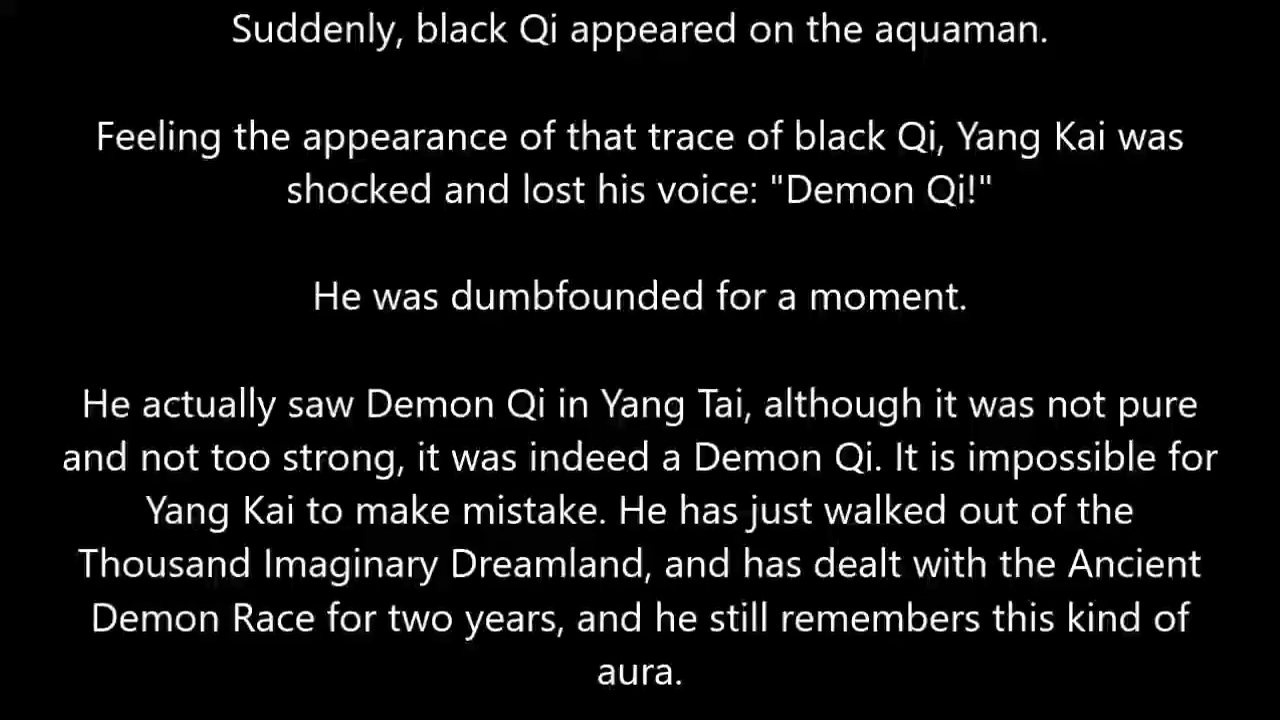 Suddenly, black Qi appeared on the aquaman.
Feeling the appearance of that trace of black Qi, Yang Kai was
shocked and lost his voice: "Demon Qi!"
He was dumbfounded for a moment.
He actually saw Demon Qi in Yang Tai, although it was not pure
and not too strong, it was indeed a Demon Qi. It is impossible for
Yang Kai to make mistake. He has just walked out of the
Thousand Imaginary Dreamland, and has dealt with the Ancient
Demon Race for two years, and he still remembers this kind of
aura.